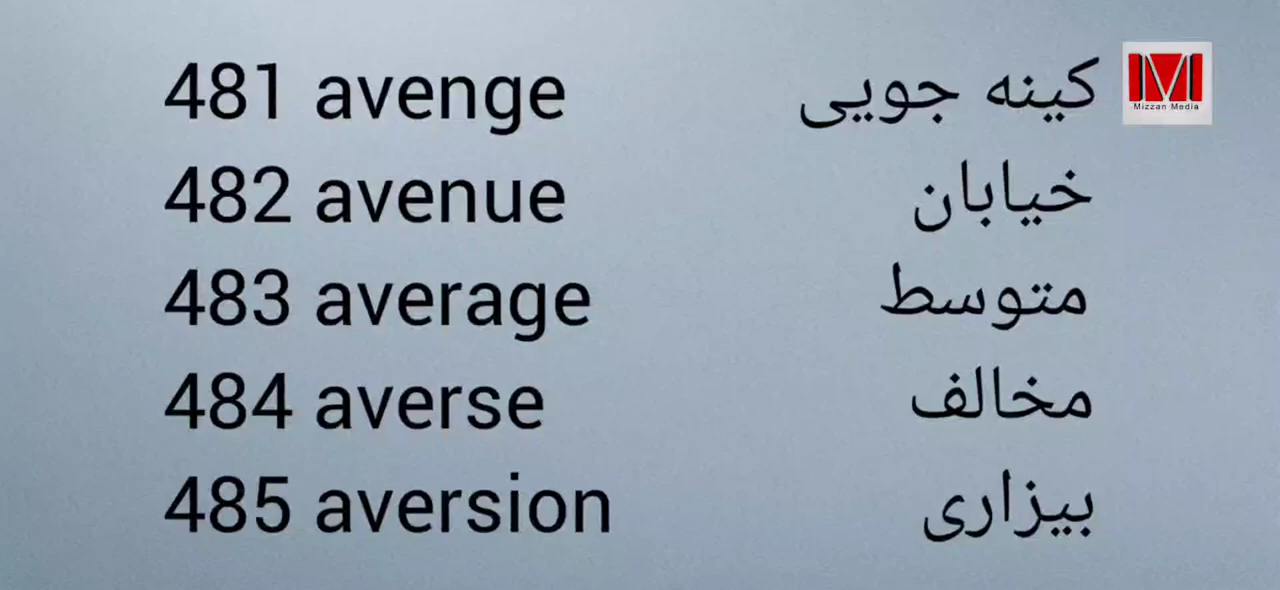 481 avenge کینه جویی
482 avenue خیابان
483 average متوسط
484 averse مخالف
485 aversion بیزاری
M
Mizzan Media